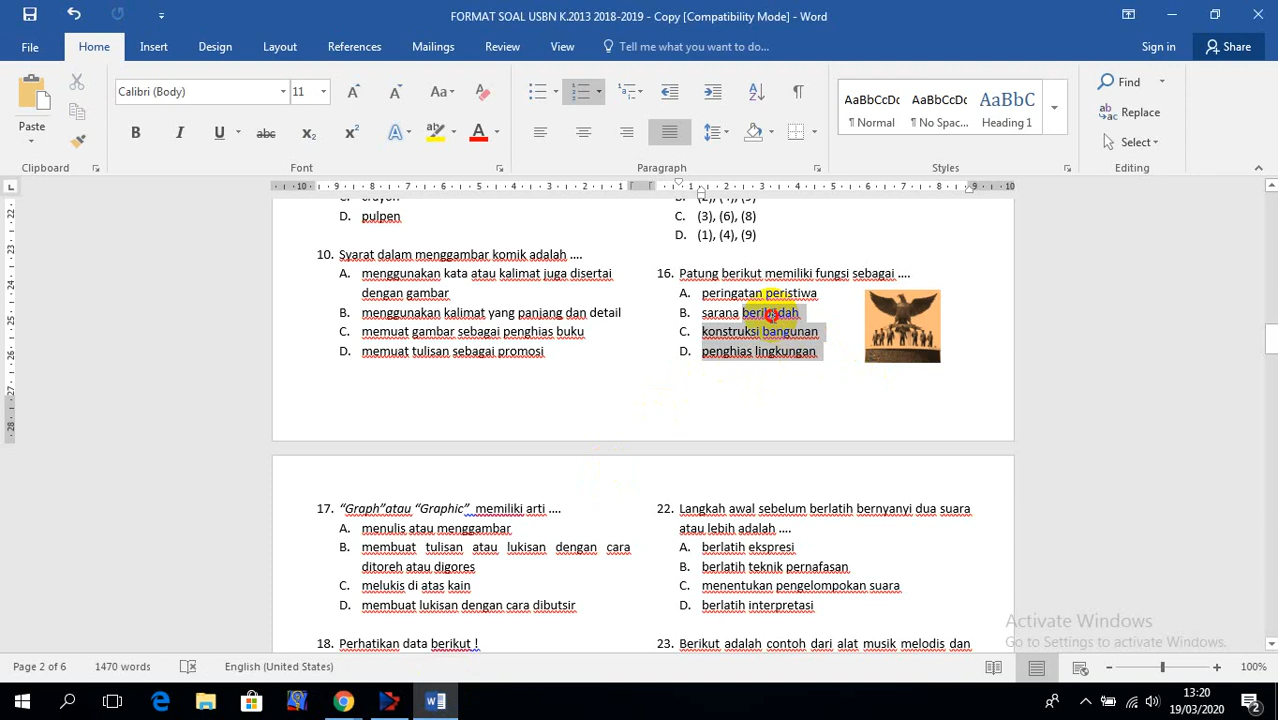 FORMAT SOAL USBN K.2013 2018-2019 - Copy [Compatibility Mode] - Word
File Home Insert Design Layout References Mailings Review View Tell me what you want to do... Sign in Share
Paste
Clipboard
Calibri (Body) 11
Font
Paragraph
AaBbCcDc AaBbCcDc AaBbC
¶ Normal ¶ No Spac... Heading 1
Styles
Find
Replace
Select
Editing
D. pulpen
10. Syarat dalam menggambar komik adalah ....
A. menggunakan kata atau kalimat juga disertai
dengan gambar
B. menggunakan kalimat yang panjang dan detail
C. memuat gambar sebagai penghias buku
D. memuat tulisan sebagai promosi
C. (3), (6), (8)
D. (1), (4), (9)
16. Patung berikut memiliki fungsi sebagai ....
A. peringatan peristiwa
B. sarana beribadah
C. konstruksi bangunan
D. penghias lingkungan
17. “Graph”atau “Graphic” memiliki arti ....
A. menulis atau menggambar
B. membuat tulisan atau lukisan dengan cara
ditoreh atau digores
C. melukis di atas kain
D. membuat lukisan dengan cara dibutsir
18. Perhatikan data berikut !
22. Langkah awal sebelum berlatih bernyanyi dua suara
atau lebih adalah ....
A. berlatih ekspresi
B. berlatih teknik pernafasan
C. menentukan pengelompokan suara
D. berlatih interpretasi
23. Berikut adalah contoh dari alat musik melodis dan
Activate Windows
Go to Settings to activate Windows.
Page 2 of 6 1470 words English (United States) 100%
13:20
19/03/2020
2